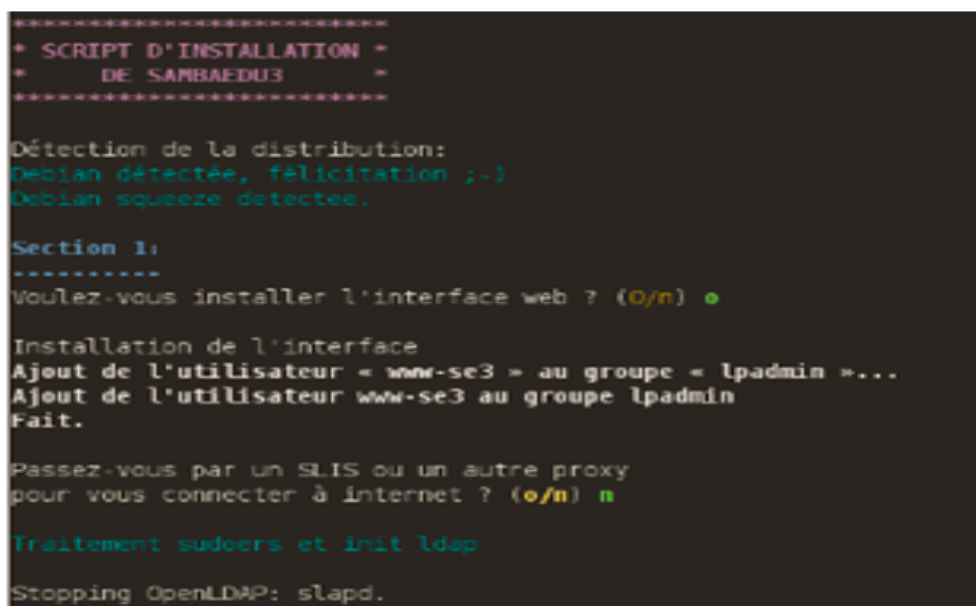 **************************
* SCRIPT D'INSTALLATION *
* DE SAMBAEDU3 *
**************************
Détection de la distribution:
Debian détectée, félicitation ;-)
Debian squeeze detectee.
Section 1:
----------
Voulez-vous installer l'interface web ? (O/n) o
Installation de l'interface
Ajout de l'utilisateur « www-se3 » au groupe « lpadmin »...
Ajout de l'utilisateur www-se3 au groupe lpadmin
Fait.
Passez-vous par un SLIS ou un autre proxy
pour vous connecter à internet ? (o/n) n
Traitement sudoers et init ldap
Stopping OpenLDAP: slapd.